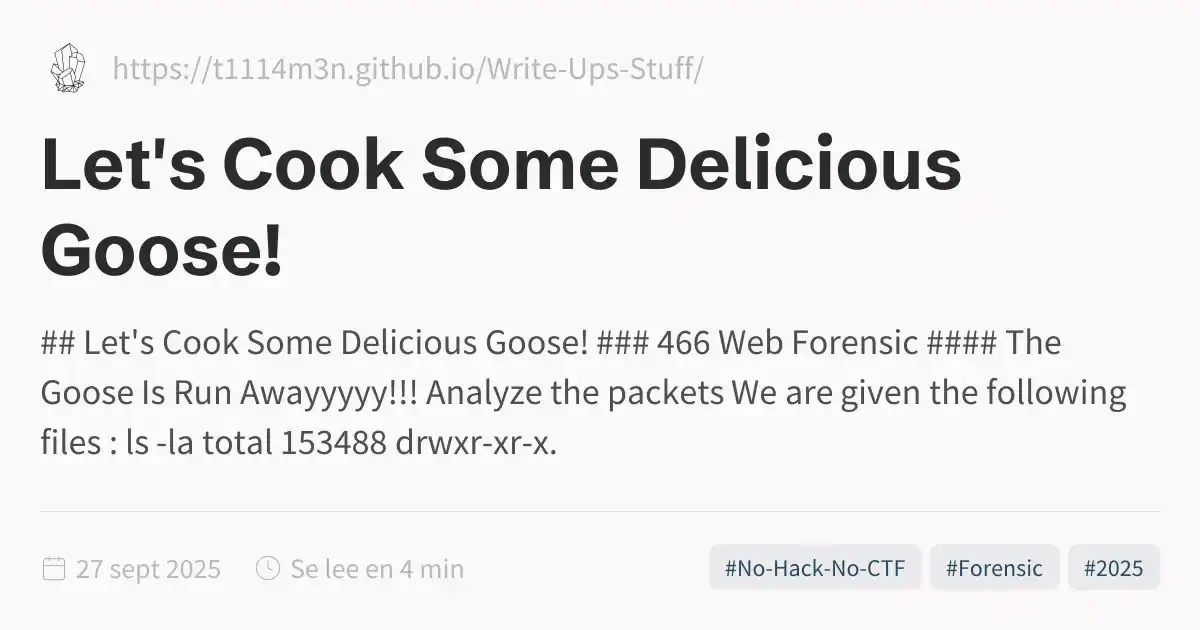 https://t1114m3n.github.io/Write-Ups-Stuff/
Let's Cook Some Delicious
Goose!
## Let's Cook Some Delicious Goose! ### 466 Web Forensic #### The
Goose Is Run Awayyyyy!!! Analyze the packets We are given the following
files : ls -la total 153488 drwxr-xr-x.
27 sept 2025 Se lee en 4 min #No-Hack-No-CTF #Forensic #2025